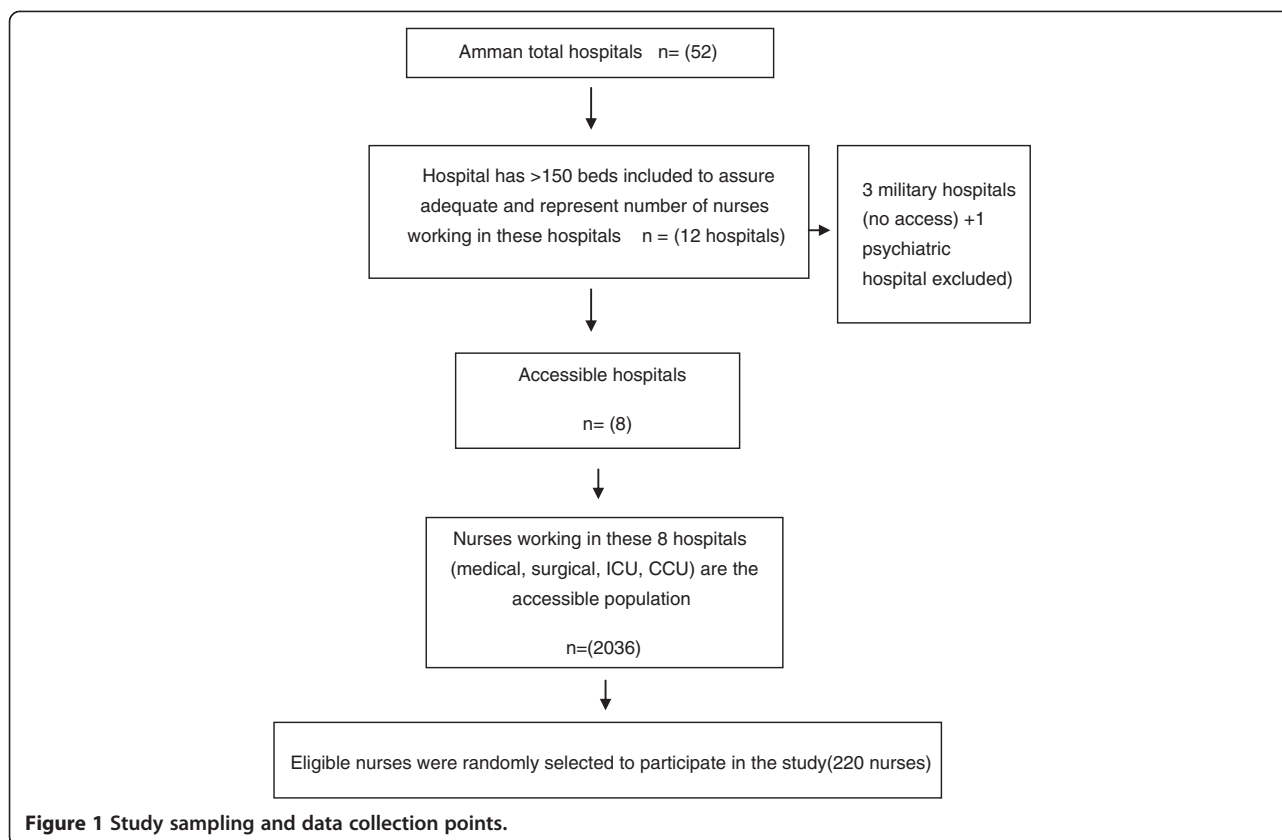 Amman total hospitals n= (52)
Hospital has >150 beds included to assure
adequate and represent number of nurses
working in these hospitals n = (12 hospitals)
3 military hospitals
(no access) +1
psychiatric
hospital excluded)
Accessible hospitals
n= (8)
Nurses working in these 8 hospitals
(medical, surgical, ICU, CCU) are the
accessible population
n=(2036)
Eligible nurses were randomly selected to participate in the study(220 nurses)
Figure 1 Study sampling and data collection points.